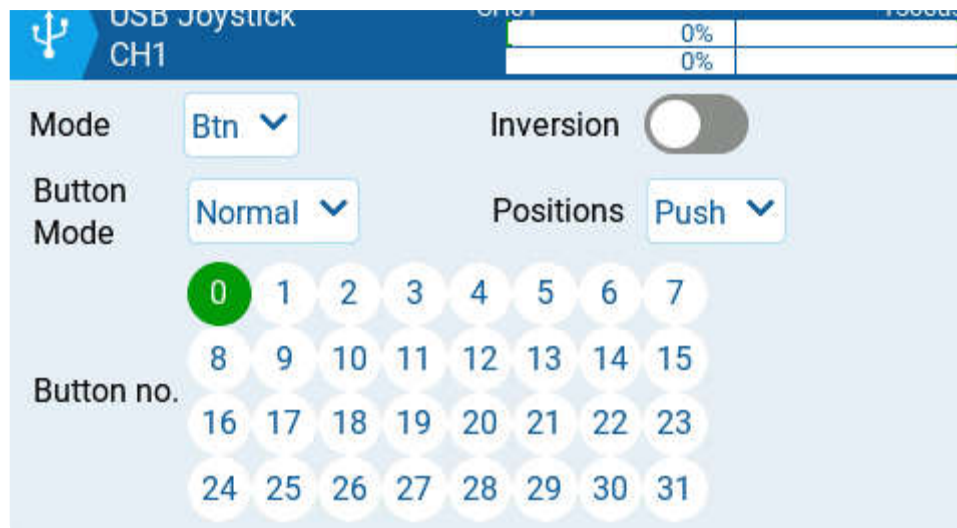 USB Joystick
CH1
0%
0%
Mode Btn Inversion
Button Mode Normal Positions Push
0 1 2 3 4 5 6 7
8 9 10 11 12 13 14 15
Button no.
16 17 18 19 20 21 22 23
24 25 26 27 28 29 30 31